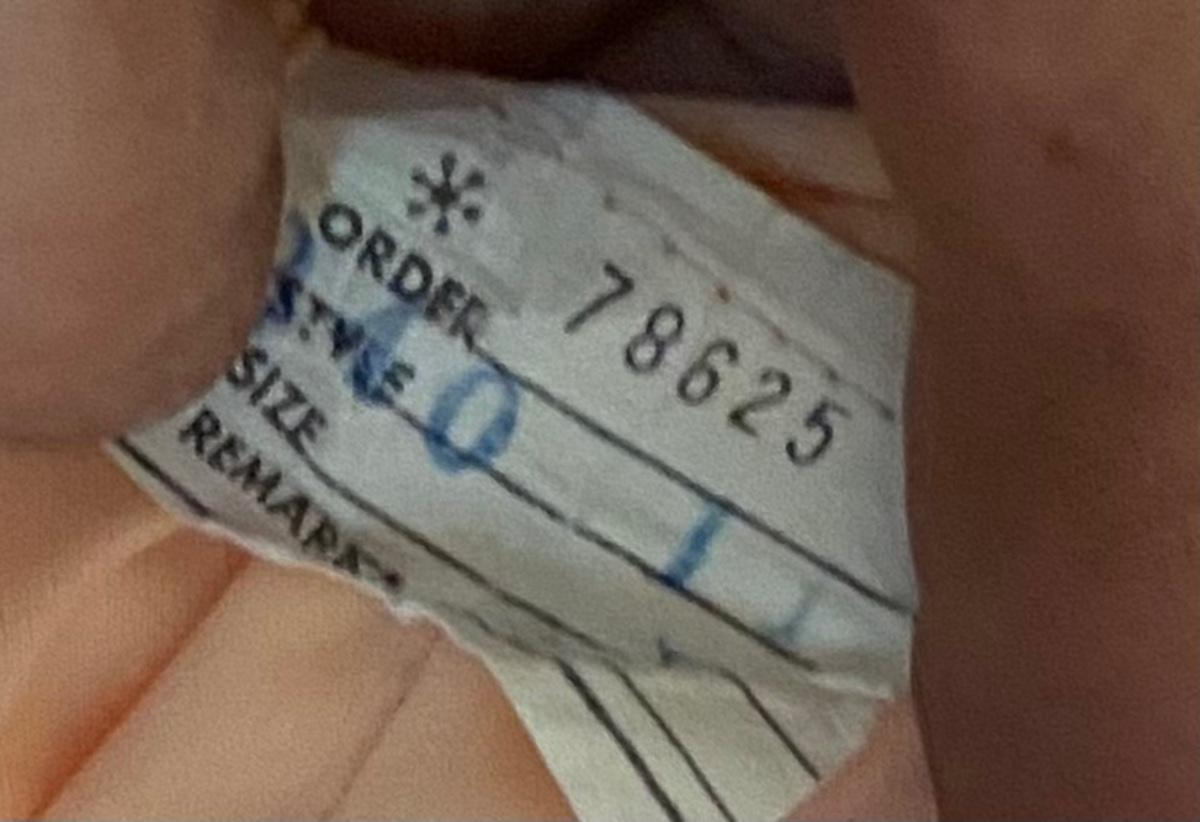 ORDER 78625
STYLE
SIZE
REMARKS